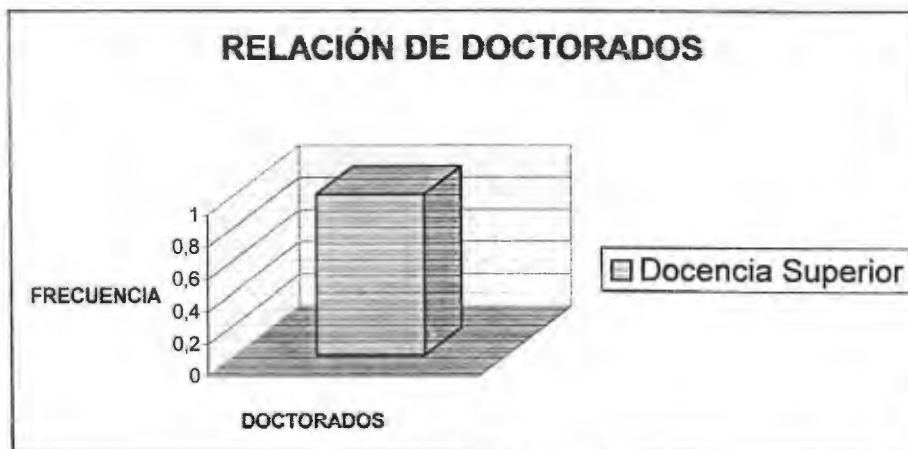 RELACIÓN DE DOCTORADOS
1
0,8
0,6
FRECUENCIA
0,4
0,2
0
DOCTORADOS
Docencia Superior